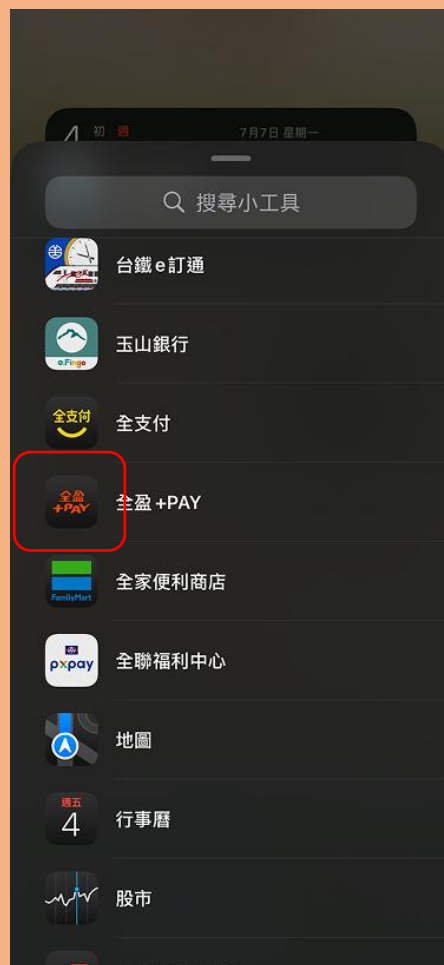 4 初 週 7月7日 星期一
搜尋小工具
台鐵e訂通
e.Fingo
玉山銀行
全支付
全支付
全盈
+PAY
全盈+PAY
FamilyMart
全家便利商店
pxpay
全聯福利中心
地圖
週五
4
行事曆
股市